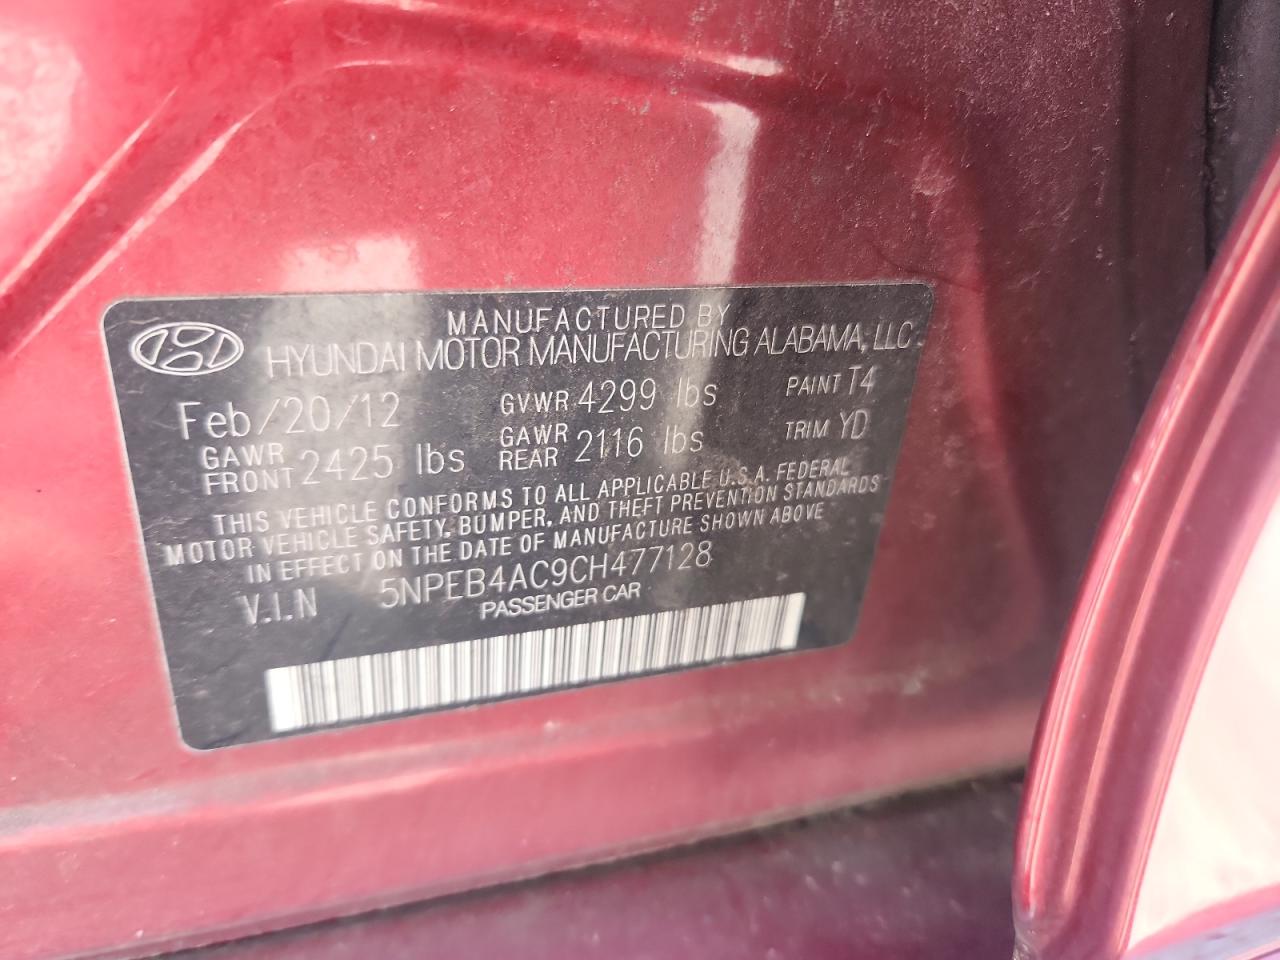 MANUFACTURED BY
HYUNDAI MOTOR MANUFACTURING ALABAMA, LLC
Feb/20/12 GVWR 4299 lbs PAINT T4
GAWR FRONT 2425 lbs GAWR REAR 2116 lbs TRIM YD
THIS VEHICLE CONFORMS TO ALL APPLICABLE U.S.A. FEDERAL
MOTOR VEHICLE SAFETY, BUMPER, AND THEFT PREVENTION STANDARDS
IN EFFECT ON THE DATE OF MANUFACTURE SHOWN ABOVE
V.I.N 5NPEB4AC9CH477128
PASSENGER CAR